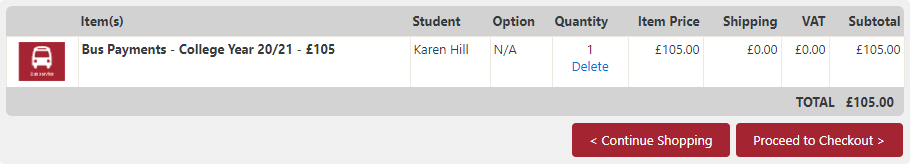 Item(s) Student Option Quantity Item Price Shipping VAT Subtotal
Bus Payments - College Year 20/21 - £105 Karen Hill N/A 1 £105.00 £0.00 £0.00 £105.00
Delete
TOTAL £105.00
< Continue Shopping Proceed to Checkout >